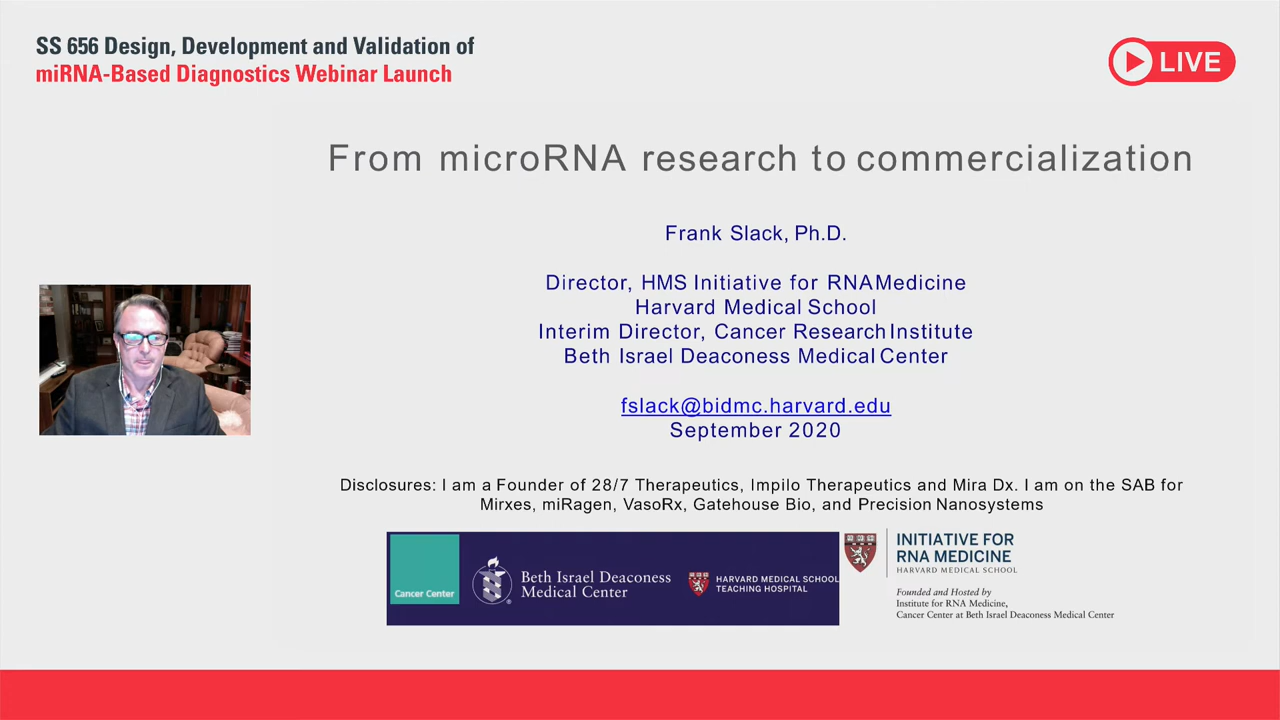 SS 656 Design, Development and Validation of
miRNA-Based Diagnostics Webinar Launch
LIVE
From microRNA research to commercialization
Frank Slack, Ph.D.
Director, HMS Initiative for RNA Medicine
Harvard Medical School
Interim Director, Cancer Research Institute
Beth Israel Deaconess Medical Center
fslack@bidmc.harvard.edu
September 2020
Disclosures: I am a Founder of 28/7 Therapeutics, Impilo Therapeutics and Mira Dx. I am on the SAB for
Mirxes, miRagen, VasoRx, Gatehouse Bio, and Precision Nanosystems
Cancer Center
Beth Israel Deaconess
Medical Center
HARVARD MEDICAL SCHOOL
TEACHING HOSPITAL
INITIATIVE FOR
RNA MEDICINE
HARVARD MEDICAL SCHOOL
Founded and Hosted by
Institute for RNA Medicine,
Cancer Center at Beth Israel Deaconess Medical Center